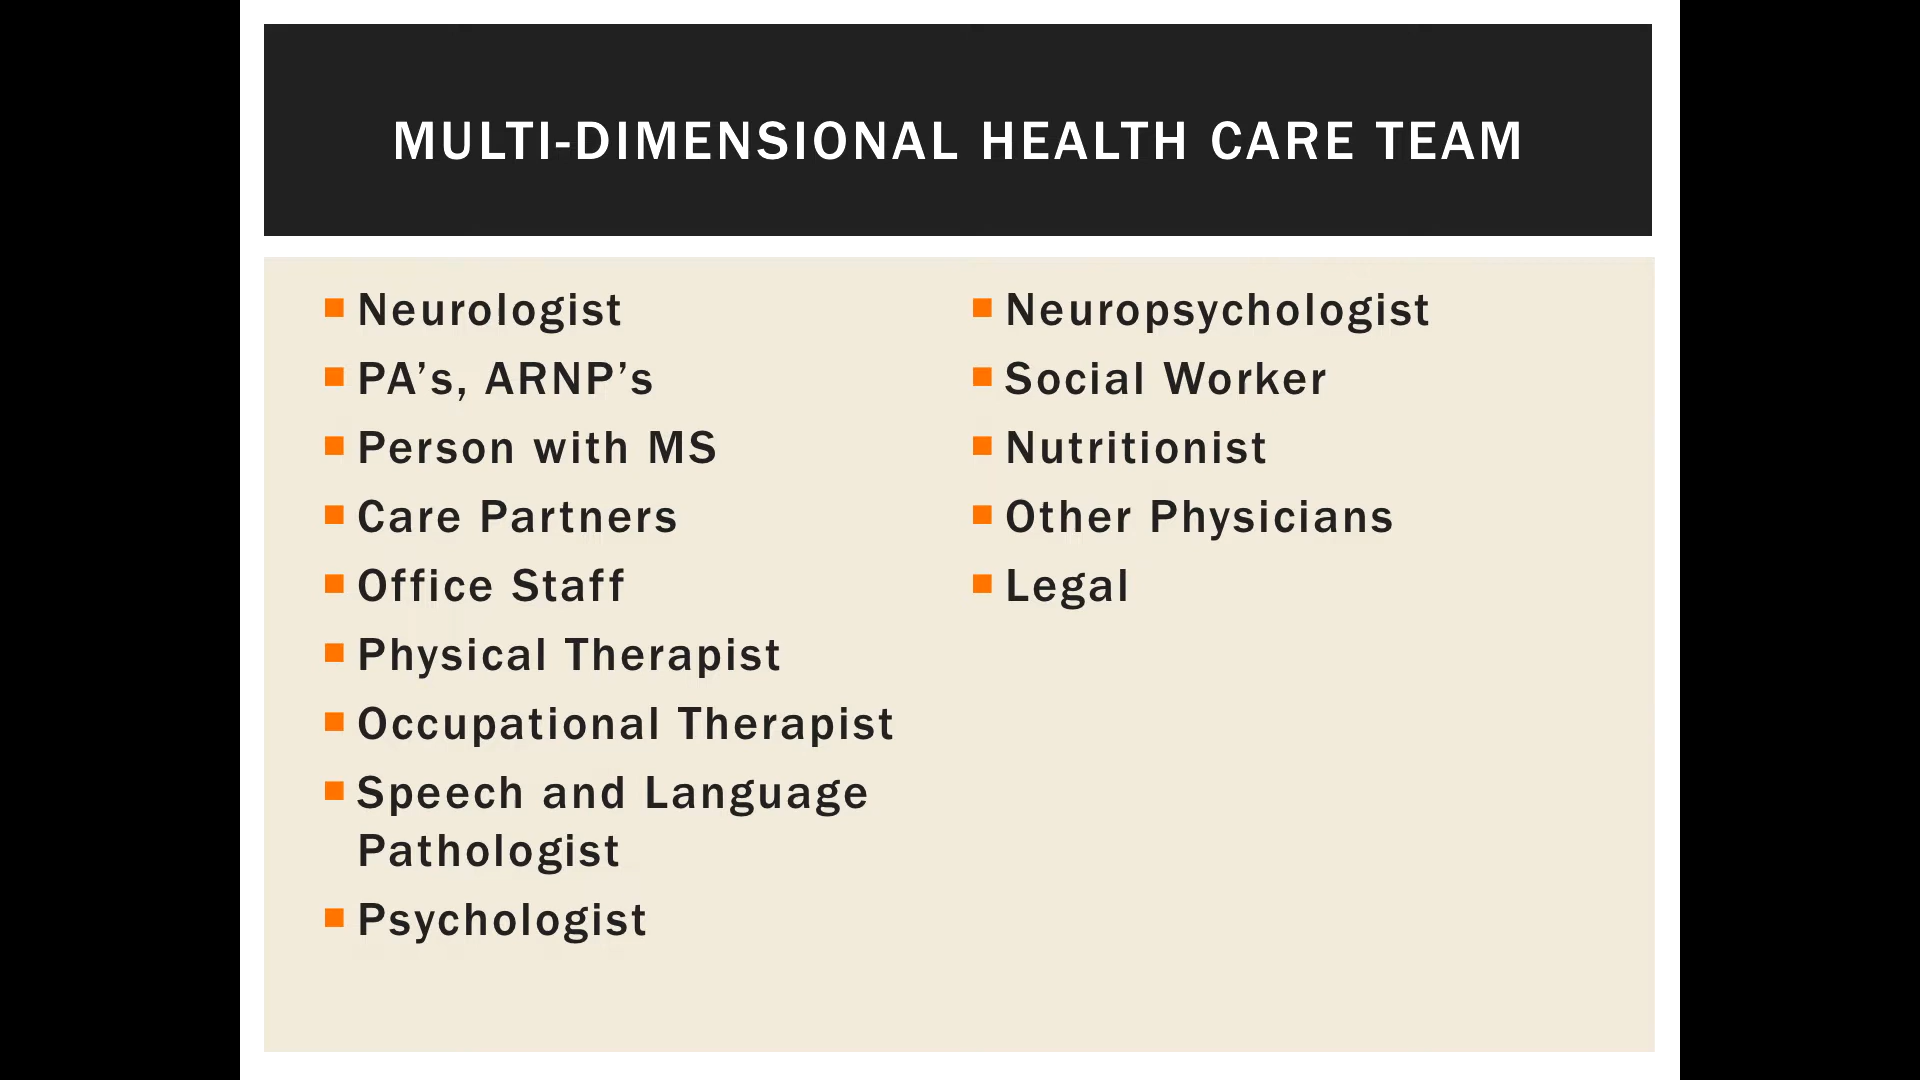 MULTI-DIMENSIONAL HEALTH CARE TEAM
Neurologist
PA’s, ARNP’s
Person with MS
Care Partners
Office Staff
Physical Therapist
Occupational Therapist
Speech and Language
Pathologist
Psychologist
Neuropsychologist
Social Worker
Nutritionist
Other Physicians
Legal